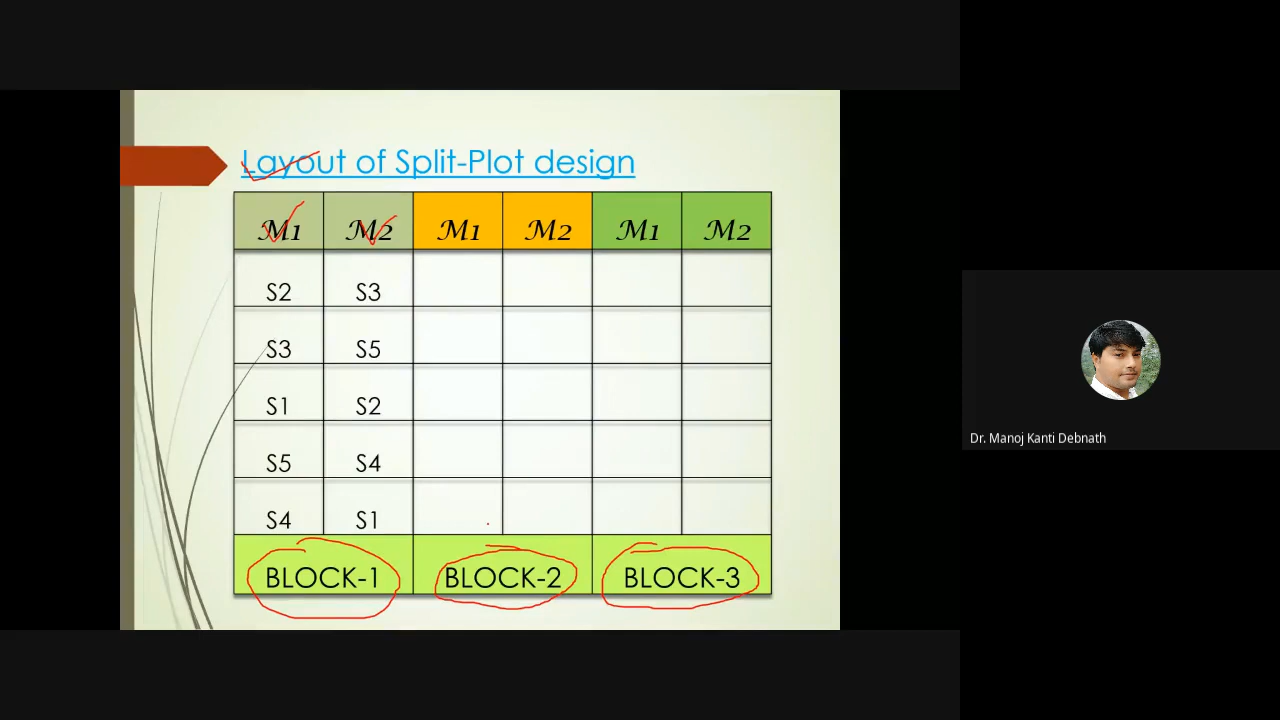 Layout of Split-Plot design
M1 M2 M1 M2 M1 M2
S2 S3
S3 S5
S1 S2
S5 S4
S4 S1
BLOCK-1 BLOCK-2 BLOCK-3
Dr. Manoj Kanti Debnath